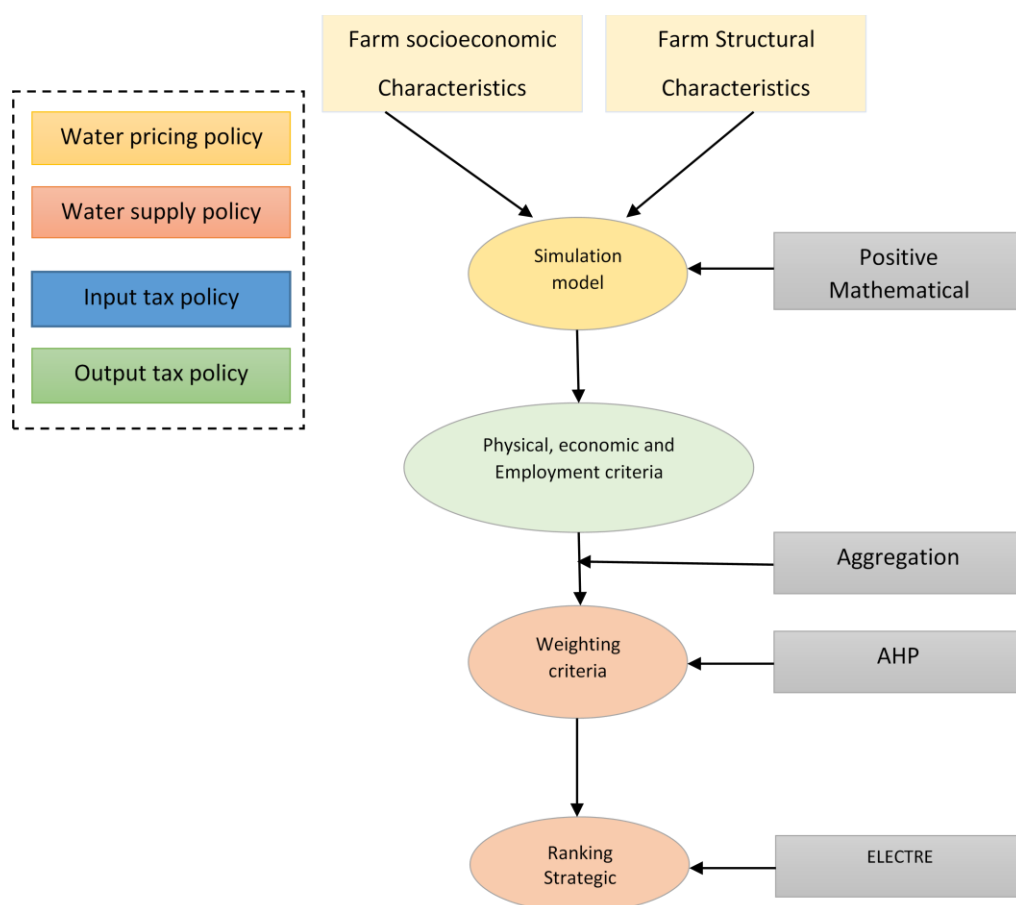 Farm socioeconomic
Characteristics
Farm Structural
Characteristics
Water pricing policy
Water supply policy
Input tax policy
Output tax policy
Simulation
model
Positive
Mathematical
Physical, economic and
Employment criteria
Aggregation
Weighting
criteria
AHP
Ranking
Strategic
ELECTRE